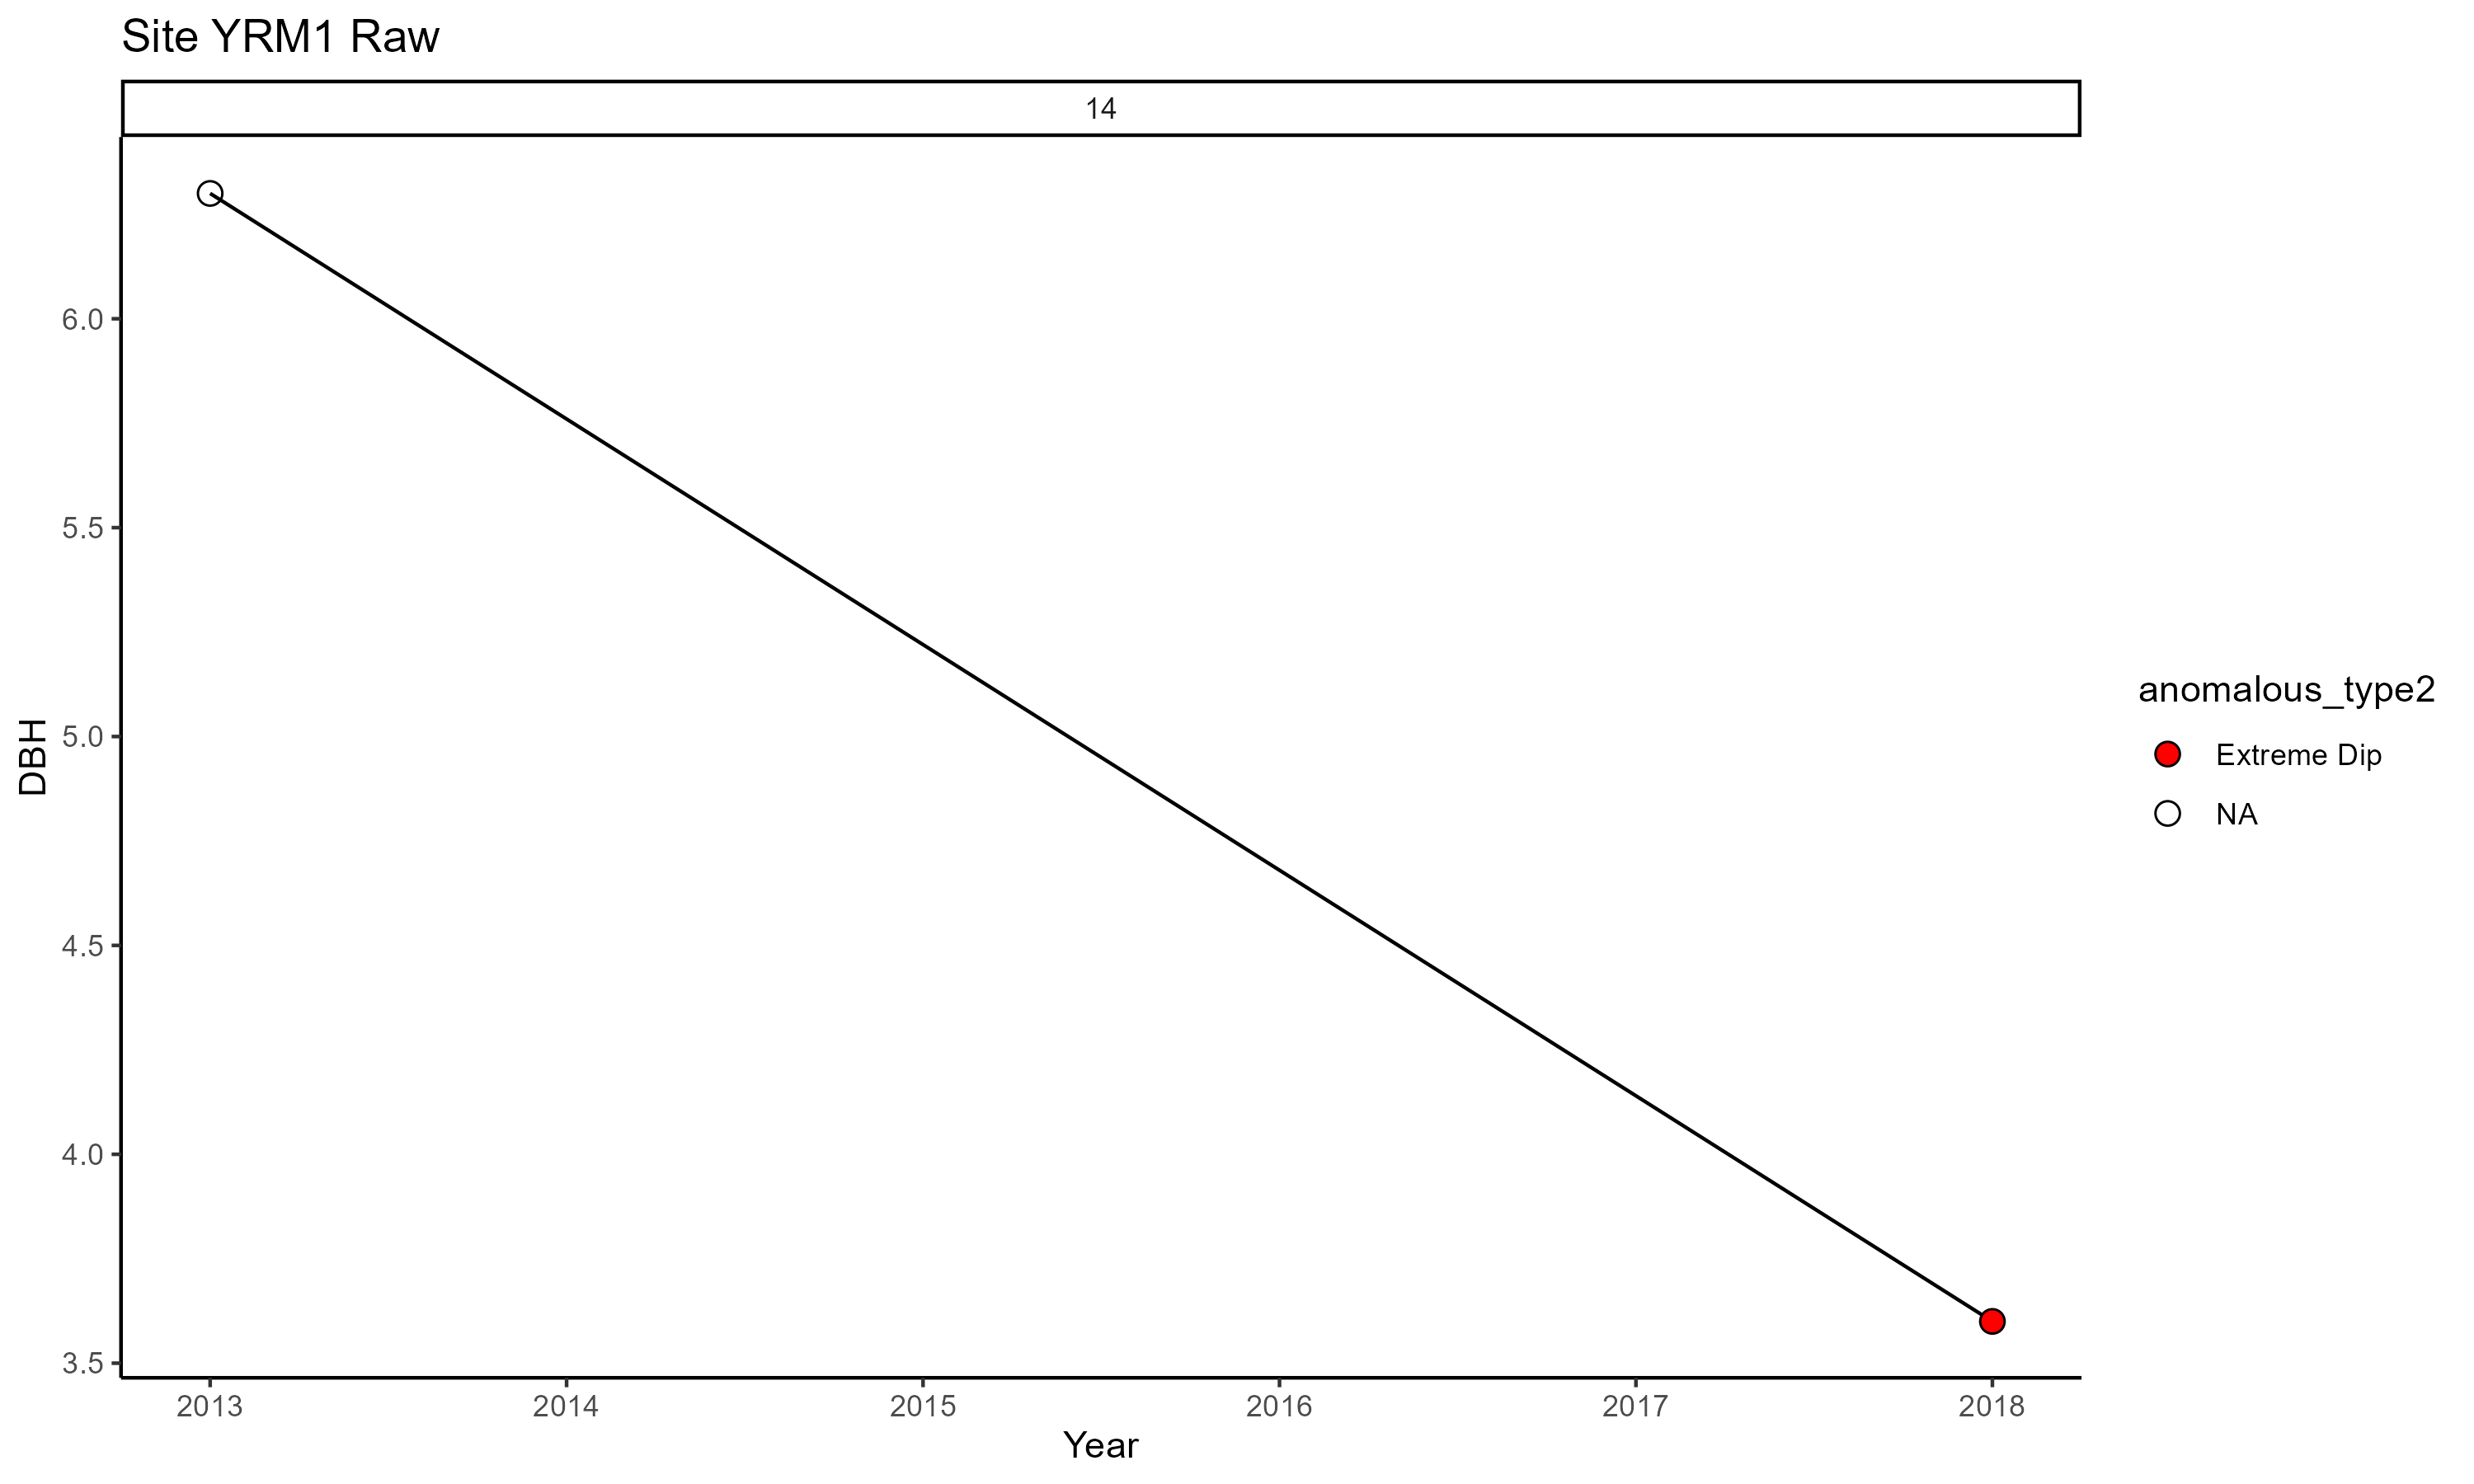 Site YRM1 Raw
14
DBH
6.0
5.5
5.0
4.5
4.0
3.5
2013 2014 2015 2016 2017 2018
Year
anomalous_type2
Extreme Dip
NA